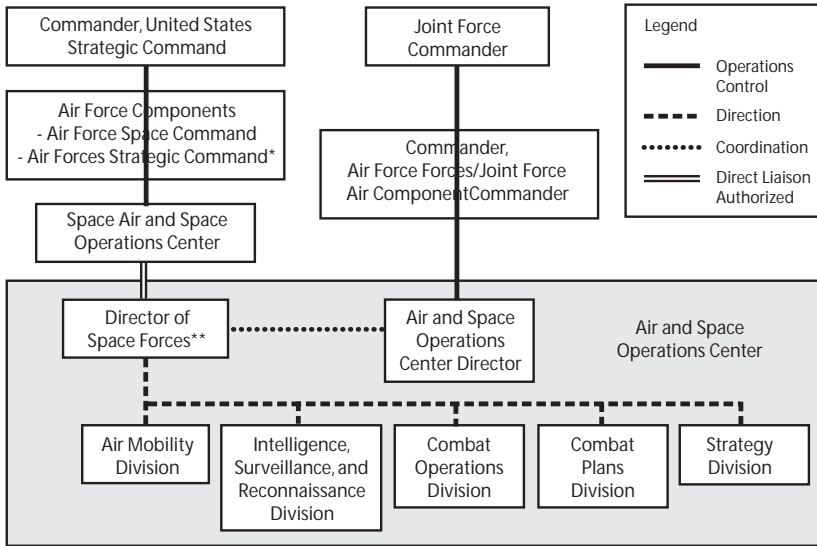 Commander, United States
Strategic Command
Joint Force
Commander
Legend
Operations
Control
Direction
Coordination
Direct Liaison
Authorized
Air Force Components
- Air Force Space Command
- Air Forces Strategic Command*
Commander,
Air Force Forces/Joint Force
Air ComponentCommander
Space Air and Space
Operations Center
Director of
Space Forces**
Air and Space
Operations
Center Director
Air and Space
Operations Center
Air Mobility
Division
Intelligence,
Surveillance, and
Reconnaissance
Division
Combat
Operations
Division
Combat
Plans
Division
Strategy
Division